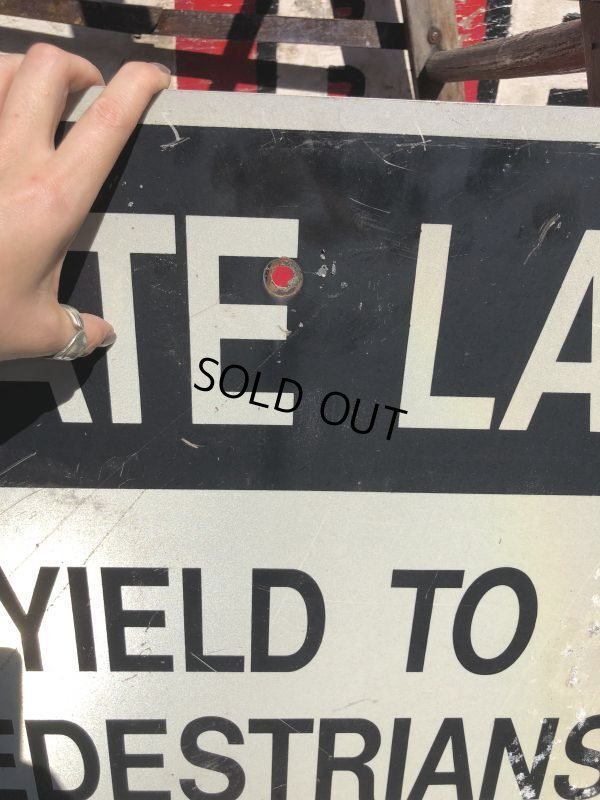 ATE LA
SOLD OUT
YIELD TO
EDESTRIANS